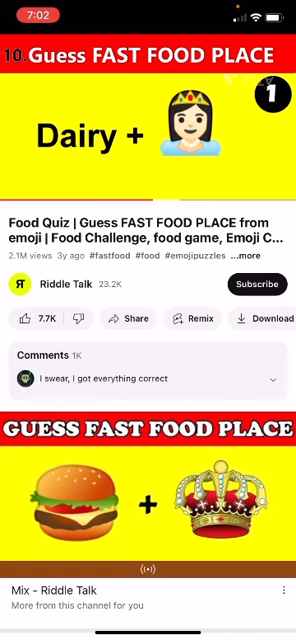 7:02
10. Guess FAST FOOD PLACE
1
Dairy +
Food Quiz | Guess FAST FOOD PLACE from
emoji | Food Challenge, food game, Emoji C...
2.1M views 3y ago #fastfood #food #emojipuzzles ...more
Riddle Talk 23.2K
Subscribe
7.7K Share Remix Download
Comments 1K
I swear, I got everything correct
GUESS FAST FOOD PLACE
+
Mix - Riddle Talk
More from this channel for you